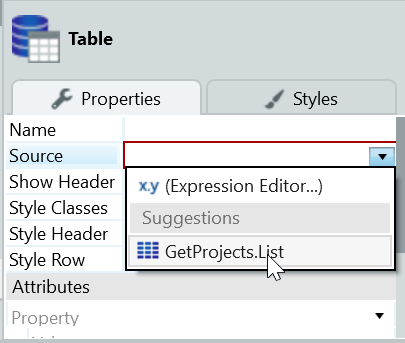 Table
Properties
Styles
Name
Source
x.y (Expression Editor...)
Show Header
Suggestions
Style Classes
Style Header
GetProjects.List
Style Row
Attributes
Property